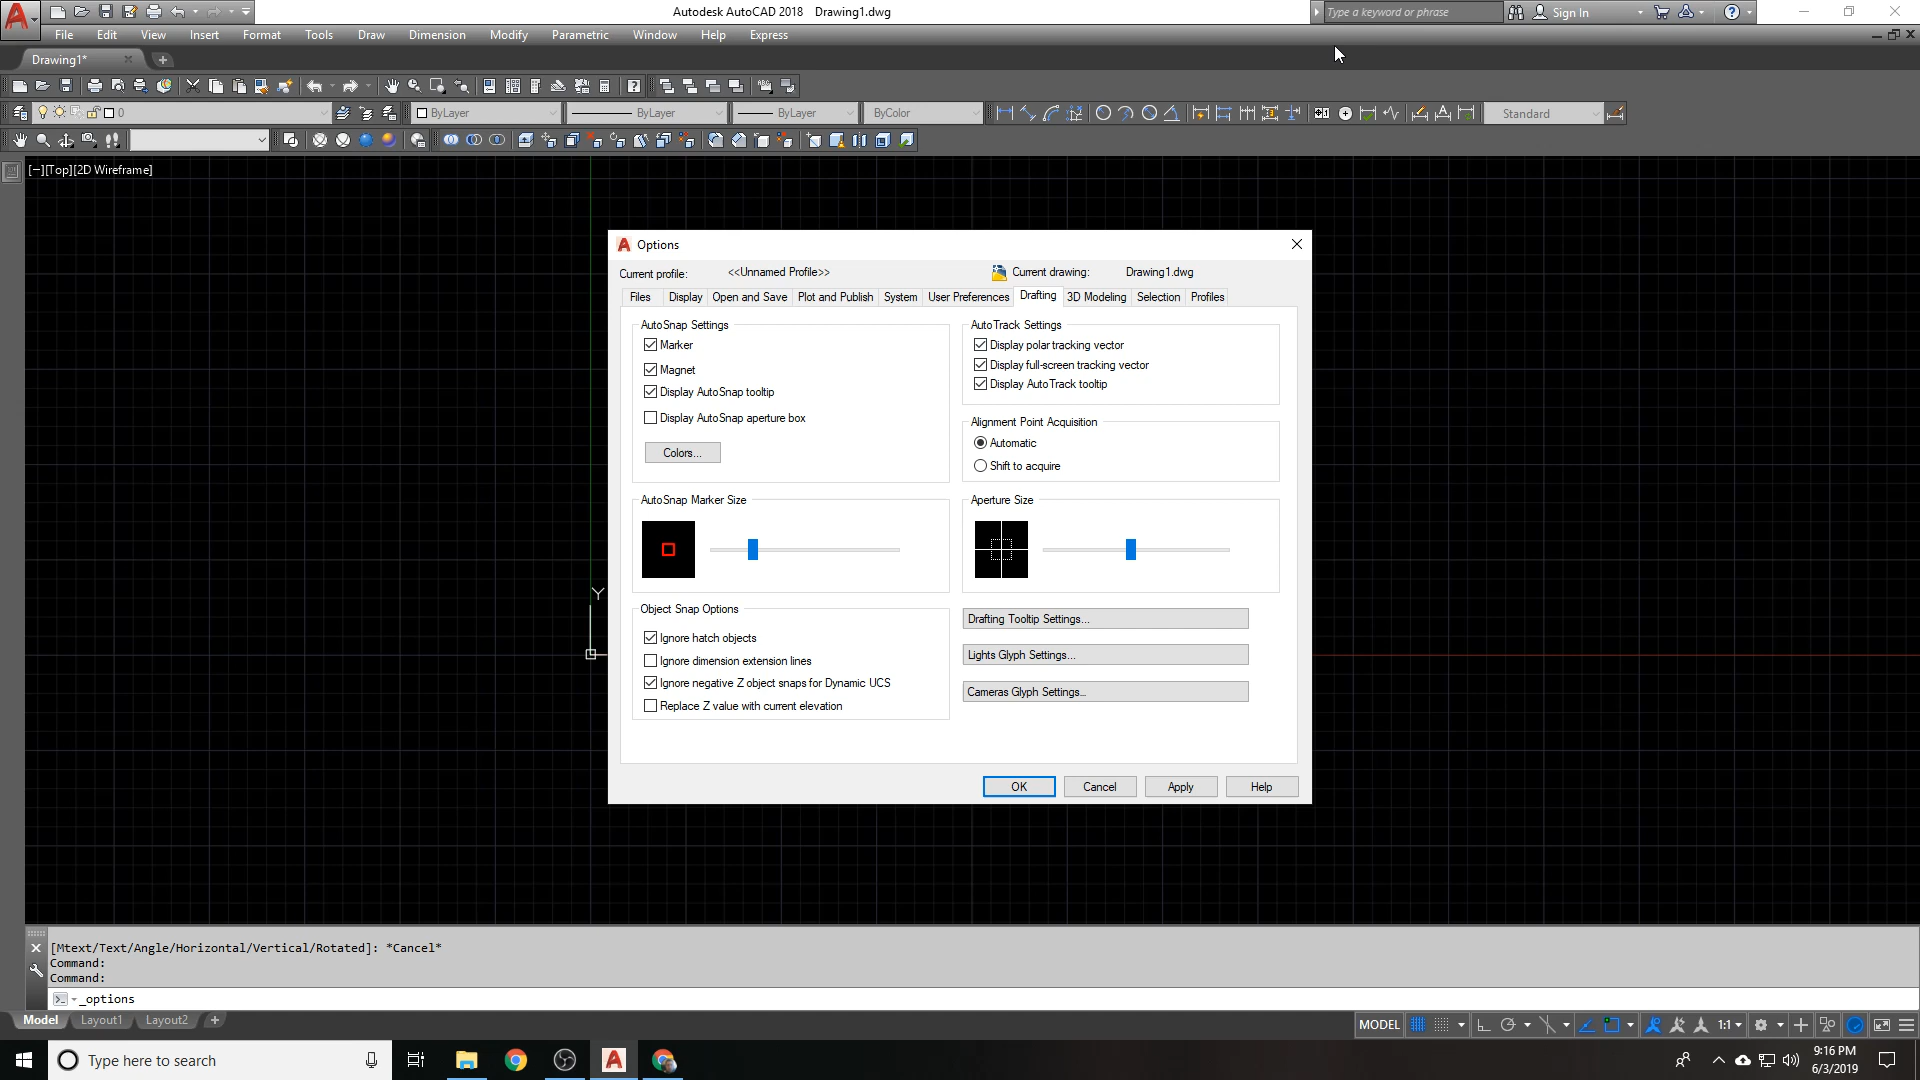 Autodesk AutoCAD 2018 Drawing1.dwg
Type a keyword or phrase
Sign In
File Edit View Insert Format Tools Draw Dimension Modify Parametric Window Help Express
Drawing1*
0
ByLayer
ByLayer
ByLayer
ByColor
Standard
[−][Top][2D Wireframe]
Options
Current profile: <<Unnamed Profile>> Current drawing: Drawing1.dwg
Files Display Open and Save Plot and Publish System User Preferences Drafting 3D Modeling Selection Profiles
AutoSnap Settings
Marker
Magnet
Display AutoSnap tooltip
Display AutoSnap aperture box
Colors...
AutoTrack Settings
Display polar tracking vector
Display full-screen tracking vector
Display AutoTrack tooltip
Alignment Point Acquisition
Automatic
Shift to acquire
AutoSnap Marker Size
Aperture Size
Object Snap Options
Ignore hatch objects
Ignore dimension extension lines
Ignore negative Z object snaps for Dynamic UCS
Replace Z value with current elevation
Drafting Tooltip Settings...
Lights Glyph Settings...
Cameras Glyph Settings...
OK Cancel Apply Help
Y
[Mtext/Text/Angle/Horizontal/Vertical/Rotated]: *Cancel*
Command:
Command:
_options
Model Layout1 Layout2
MODEL
1:1
Type here to search
9:16 PM
6/3/2019